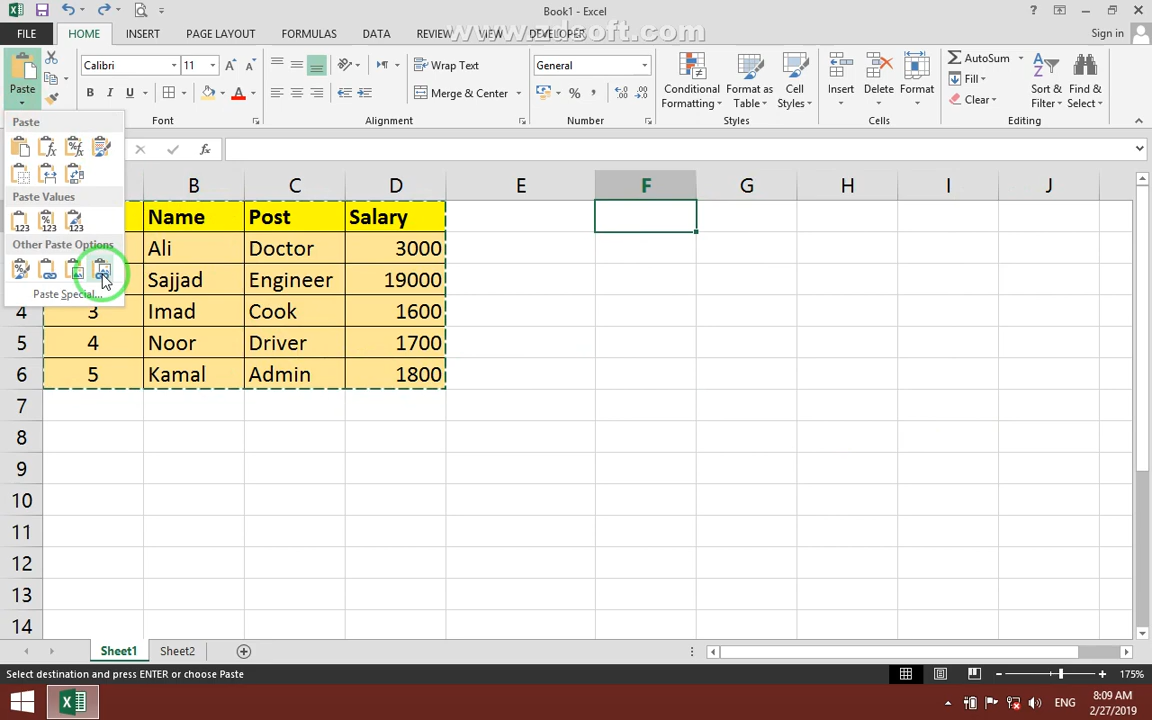 Book1 - Excel
www.zdsoft.com
FILE HOME INSERT PAGE LAYOUT FORMULAS DATA REVIEW VIEW DEVELOPER Sign in
Paste Calibri 11 General
B I U Wrap Text
Merge & Center
% ,
Conditional Formatting
Format as Table
Cell Styles
Insert Delete Format
AutoSum
Fill
Clear
Sort & Filter
Find & Select
Font Alignment Number Styles Cells Editing
Paste
fx
Paste Values
123 123 123
Other Paste Options
Paste Special...
B C D E F G H I J
Name Post Salary
Ali Doctor 3000
Sajjad Engineer 19000
4 3 Imad Cook 1600
5 4 Noor Driver 1700
6 5 Kamal Admin 1800
7
8
9
10
11
12
13
14
Sheet1 Sheet2
Select destination and press ENTER or choose Paste 175%
ENG 8:09 AM
2/27/2019